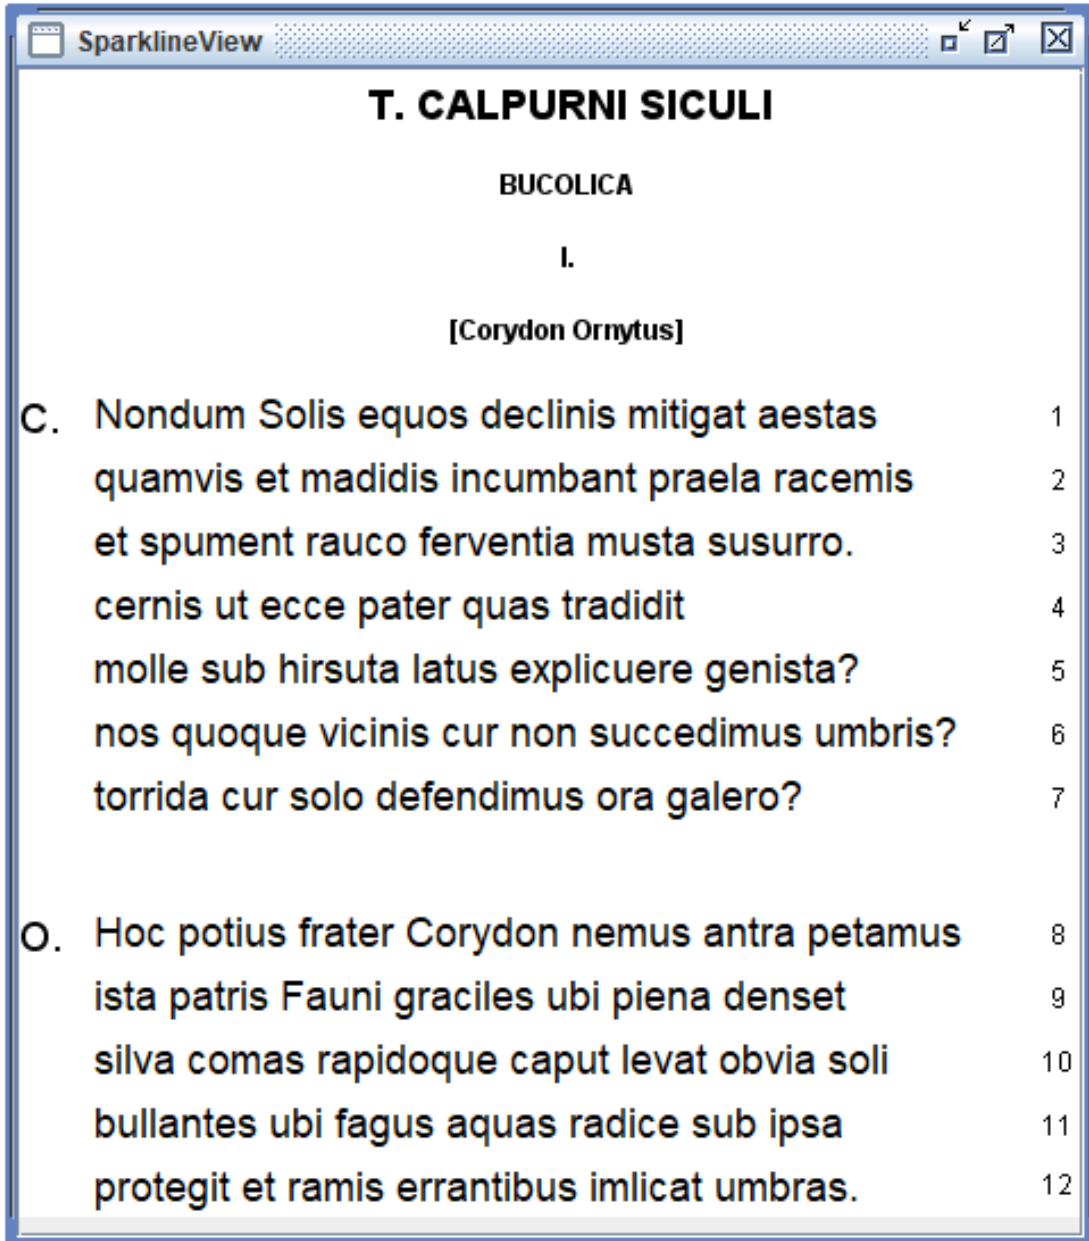 SparklineView
T. CALPURNI SICULI
BUCOLICA
I.
[Corydon Ornytus]
C. Nondum Solis equos declinis mitigat aestas 1
quamvis et madidis incumbant praela racemis 2
et spument rauco ferventia musta susurro. 3
cernis ut ecce pater quas tradidit 4
molle sub hirsuta latus explicuere genista? 5
nos quoque vicinis cur non succedimus umbris? 6
torrida cur solo defendimus ora galero? 7
O. Hoc potius frater Corydon nemus antra petamus 8
ista patris Fauni graciles ubi piena denset 9
silva comas rapidoque caput levat obvia soli 10
bullantes ubi fagus aquas radice sub ipsa 11
protegit et ramis errantibus imlicat umbras. 12